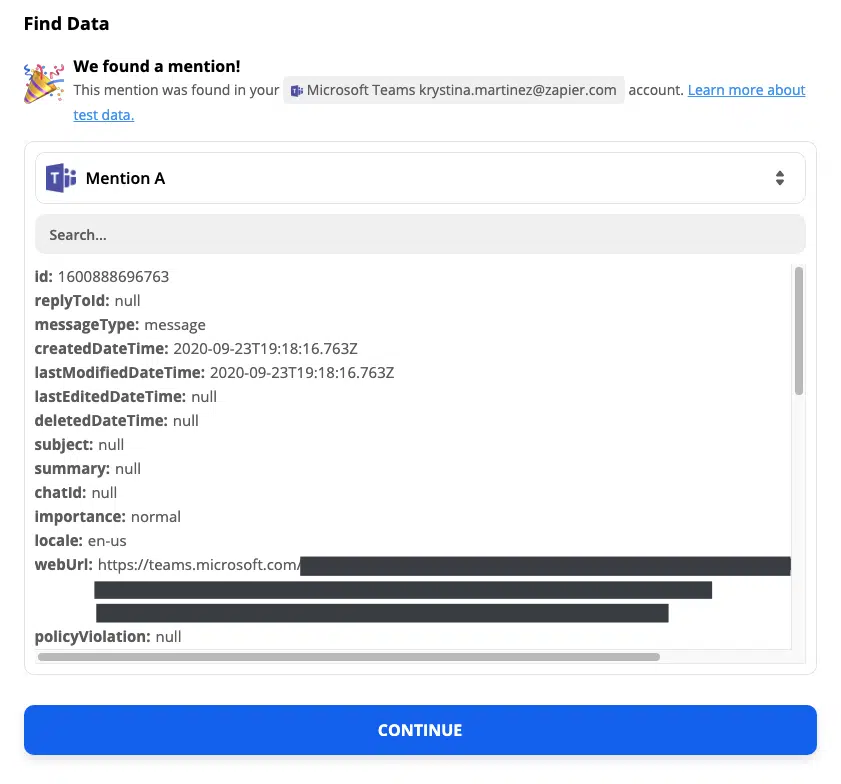 Find Data
We found a mention!
This mention was found in your Microsoft Teams krystina.martinez@zapier.com account. Learn more about
test data.
Mention A
Search...
id: 1600888696763
replyToId: null
messageType: message
createdDateTime: 2020-09-23T19:18:16.763Z
lastModifiedDateTime: 2020-09-23T19:18:16.763Z
lastEditedDateTime: null
deletedDateTime: null
subject: null
summary: null
chatId: null
importance: normal
locale: en-us
webUrl: https://teams.microsoft.com/
policyViolation: null
CONTINUE